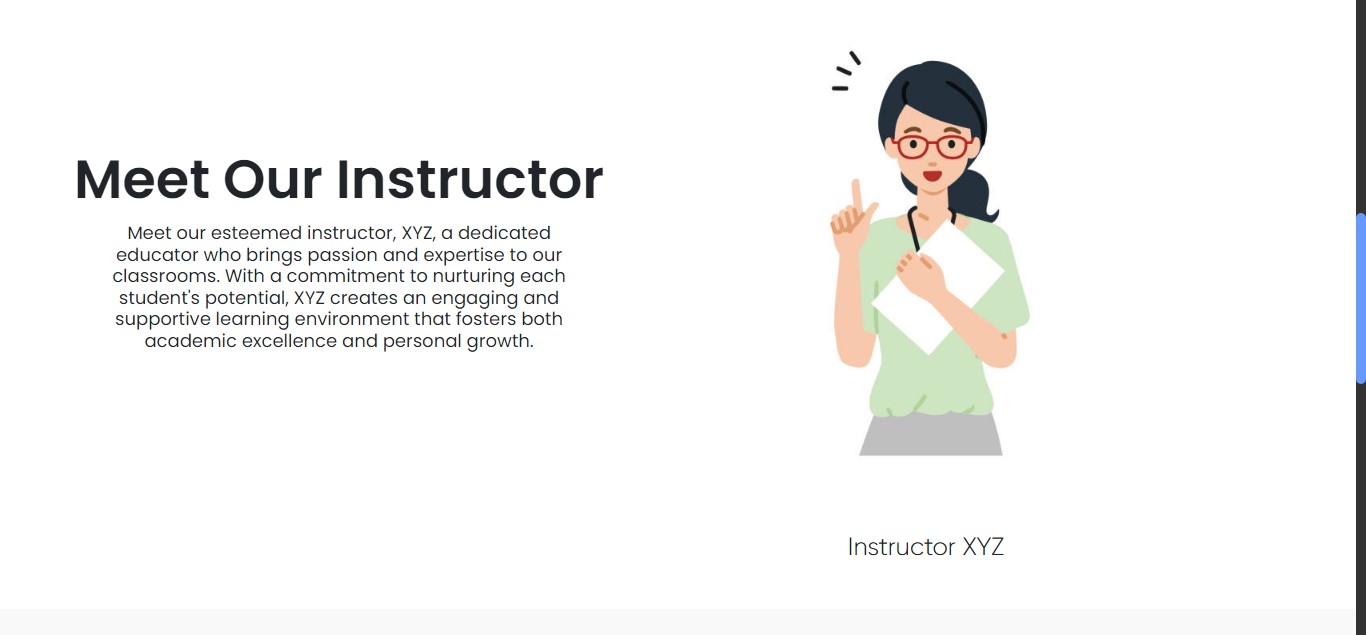 Meet Our Instructor
Meet our esteemed instructor, XYZ, a dedicated
educator who brings passion and expertise to our
classrooms. With a commitment to nurturing each
student's potential, XYZ creates an engaging and
supportive learning environment that fosters both
academic excellence and personal growth.
Instructor XYZ